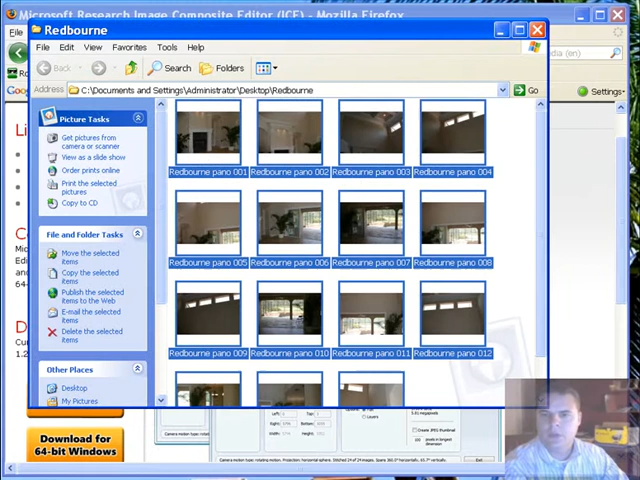 Microsoft Research Image Composite Editor (ICE) - Mozilla Firefox
Redbourne
File Edit View Favorites Tools Help
Back Search Folders
Address C:\Documents and Settings\Administrator\Desktop\Redbourne Go
Settings
Picture Tasks
Get pictures from
camera or scanner
View as a slide show
Order prints online
Print the selected
pictures
Copy to CD
File and Folder Tasks
Move the selected
items
Copy the selected
items
Publish the selected
items to the Web
E-mail the selected
items
Delete the selected
items
Other Places
Desktop
My Pictures
Redbourne pano 001 Redbourne pano 002 Redbourne pano 003 Redbourne pano 004
Redbourne pano 005 Redbourne pano 006 Redbourne pano 007 Redbourne pano 008
Redbourne pano 009 Redbourne pano 010 Redbourne pano 011 Redbourne pano 012
Download for
64-bit Windows
Create JPEG thumbnail
Exit